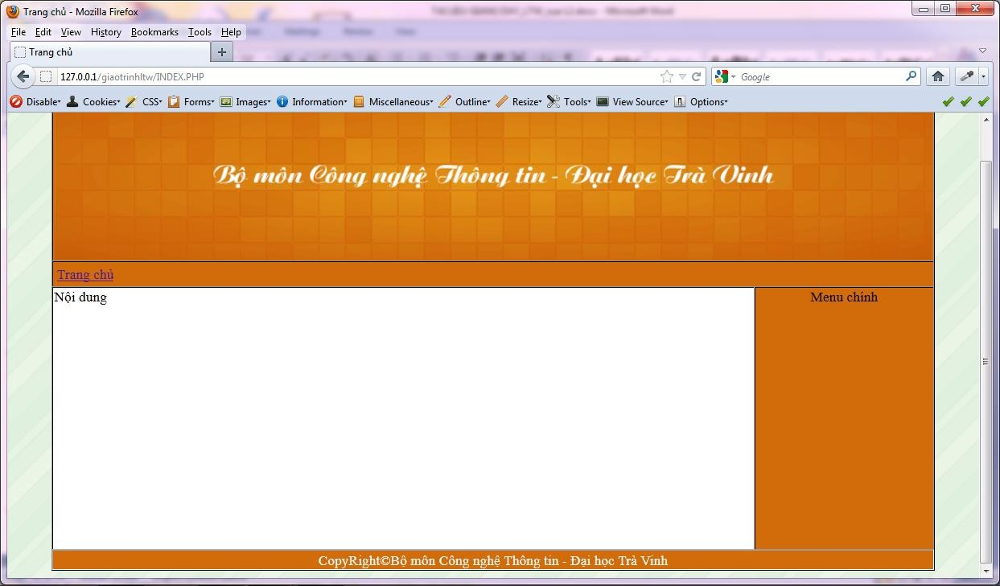 Trang chủ - Mozilla Firefox
File Edit View History Bookmarks Tools Help
Trang chủ
127.0.0.1/giaotrinhltw/INDEX.PHP Google
Disable Cookies CSS Forms Images Information Miscellaneous Outline Resize Tools View Source Options
Bộ môn Công nghệ Thông tin - Đại học Trà Vinh
Trang chủ
Nội dung Menu chính
CopyRight©Bộ môn Công nghệ Thông tin - Đại học Trà Vinh